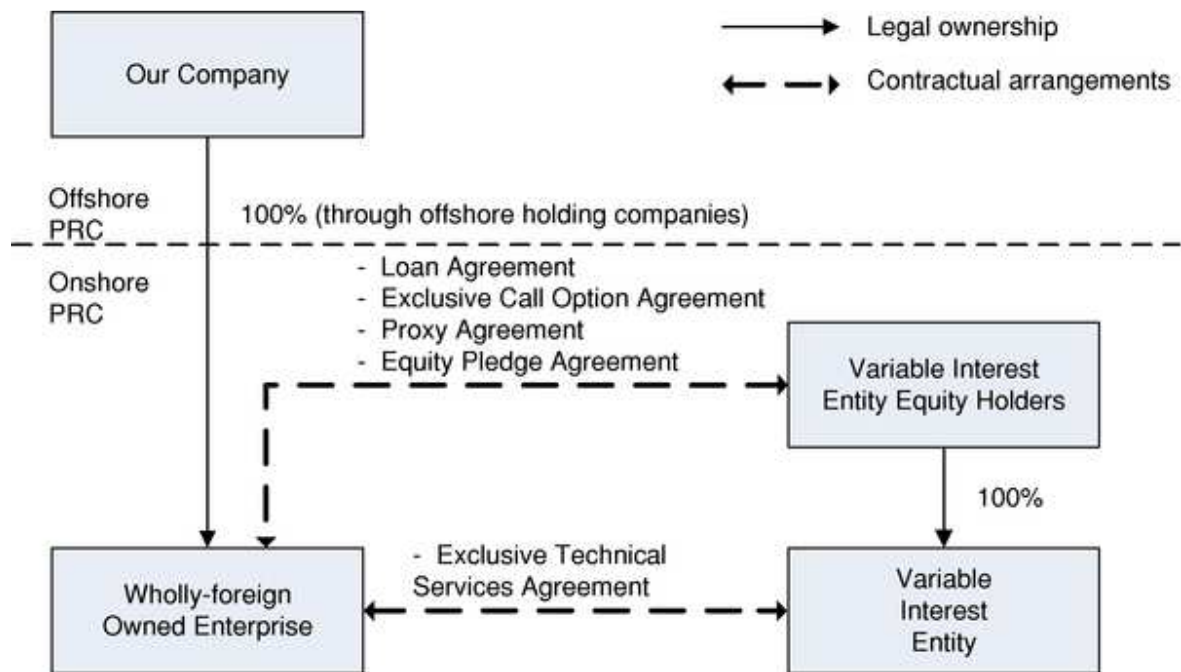 Our Company
Legal ownership
Contractual arrangements
Offshore
PRC
100% (through offshore holding companies)
Onshore
PRC
- Loan Agreement
- Exclusive Call Option Agreement
- Proxy Agreement
- Equity Pledge Agreement
Variable Interest
Entity Equity Holders
100%
Wholly-foreign
Owned Enterprise
- Exclusive Technical
Services Agreement
Variable
Interest
Entity